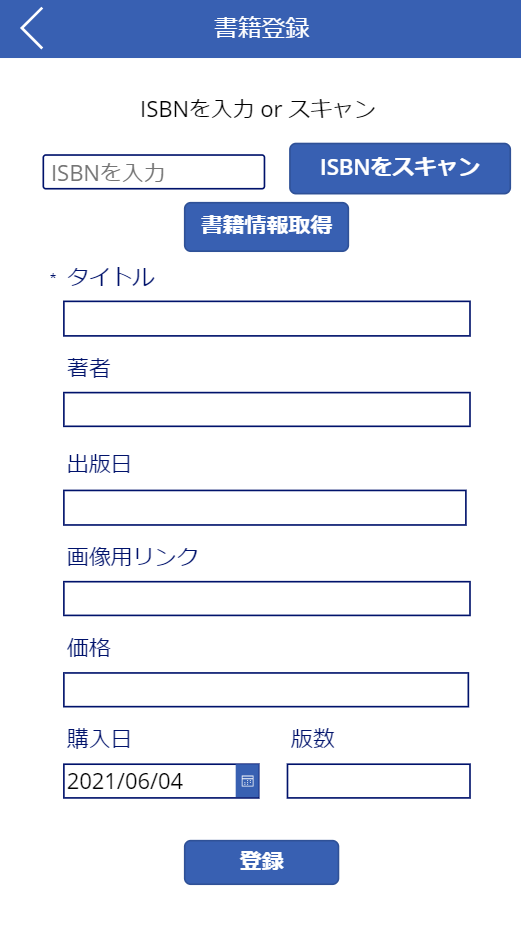 書籍登録
ISBNを入力 or スキャン
ISBNを入力 ISBNをスキャン
書籍情報取得
* タイトル
著者
出版日
画像用リンク
価格
購入日 版数
2021/06/04
登録